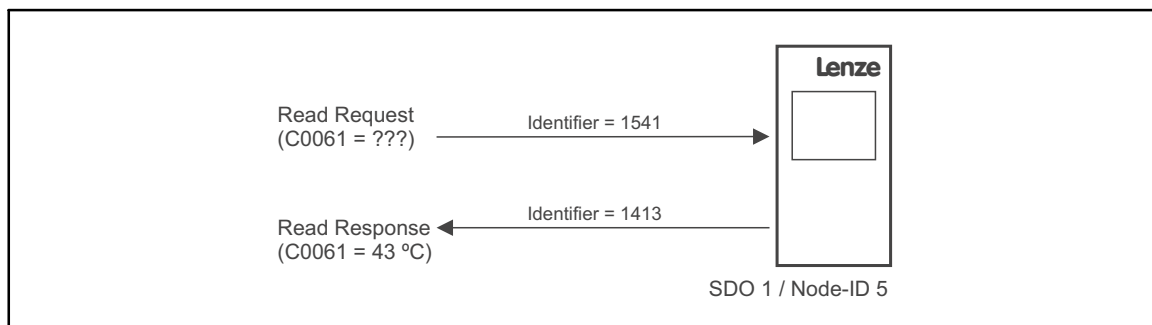 Lenze
Read Request
(C0061 = ???)
Identifier = 1541
Identifier = 1413
Read Response
(C0061 = 43 ºC)
SDO 1 / Node-ID 5